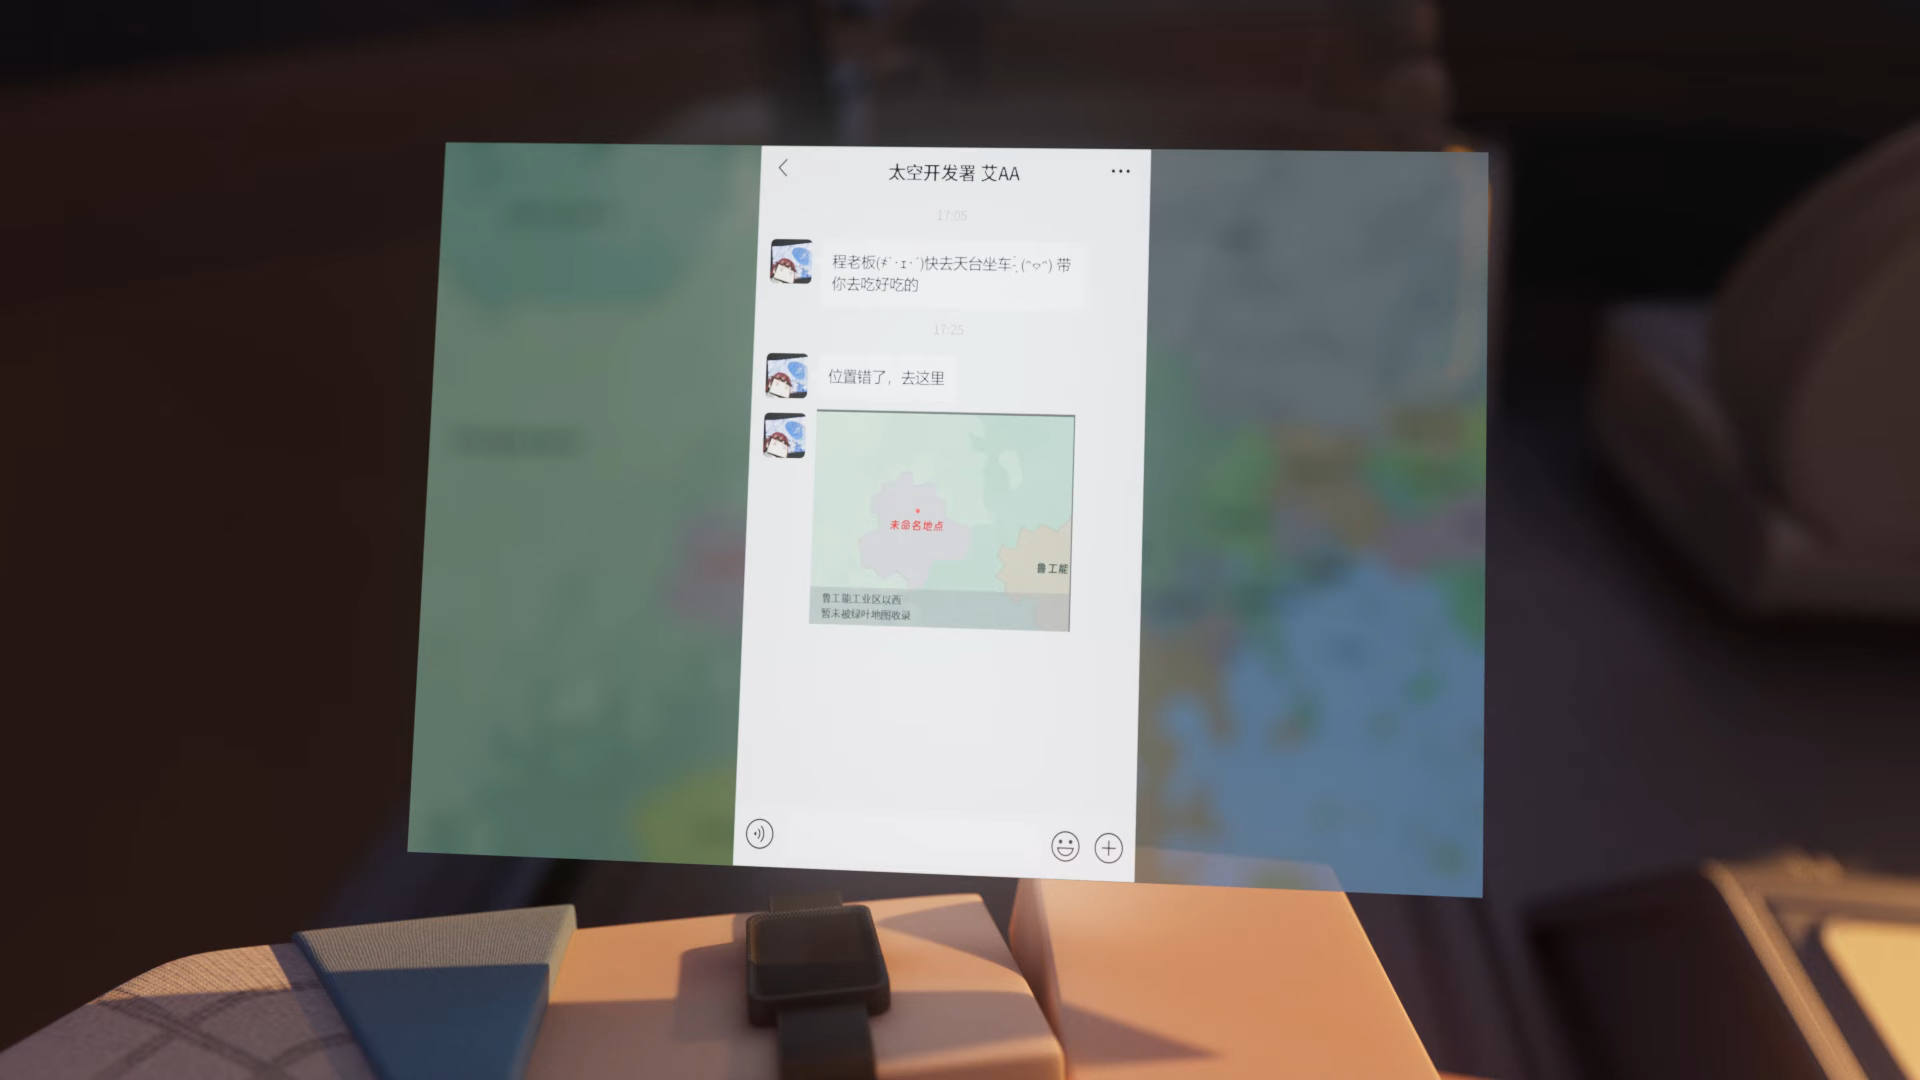 太空开发署 艾AA
17:05
程老板(ｷ`･ｪ･´)快去天台坐车 ҉(ˆ▿ˆ) 带
你去吃好吃的
17:25
位置错了，去这里
未命名地点
鲁工能
鲁工能工业区以西
暂未被绿叶地图收录